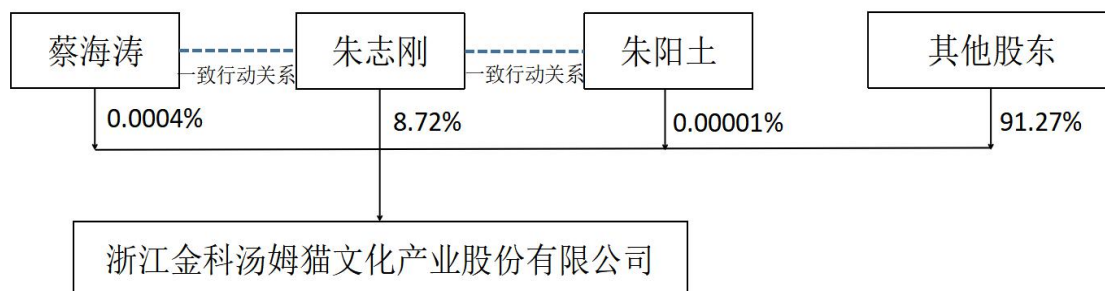 蔡海涛
朱志刚
朱阳土
其他股东
一致行动关系
一致行动关系
0.0004%
8.72%
0.00001%
91.27%
浙江金科汤姆猫文化产业股份有限公司